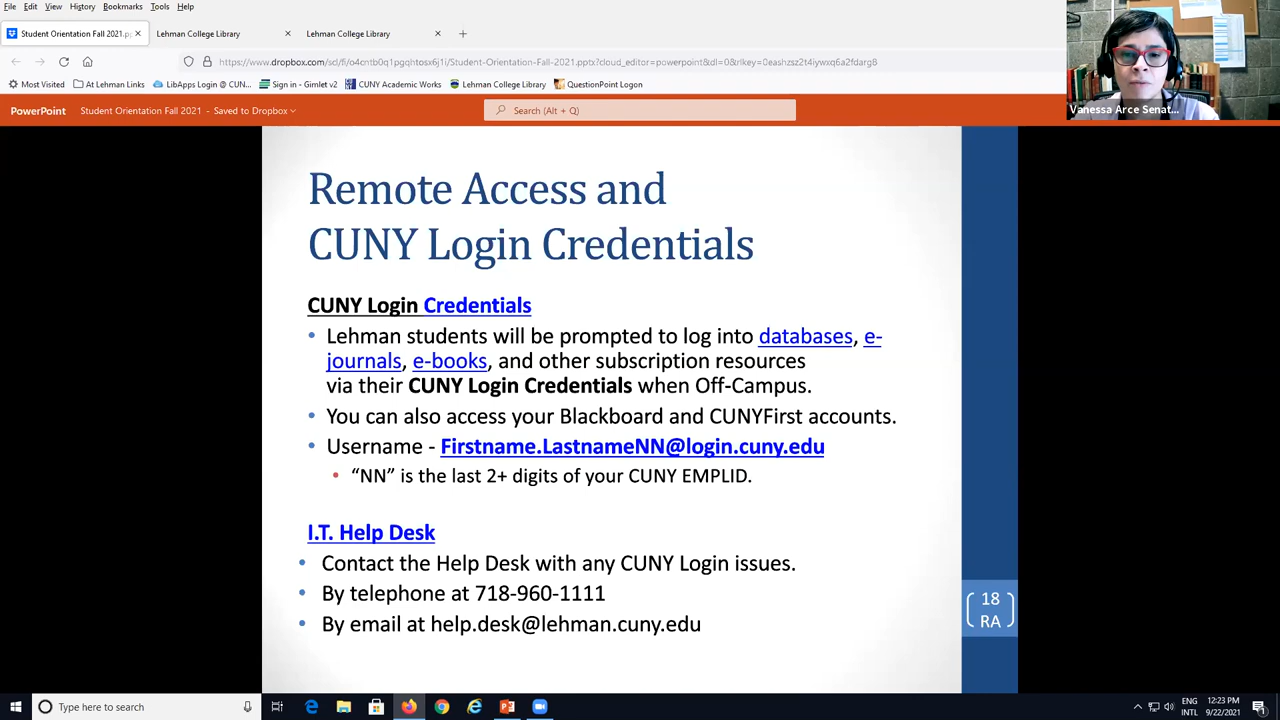 File Edit View History Bookmarks Tools Help
Student Orientation Fall 2021.p
Lehman College Library
Lehman College Library
https://www.dropbox.com/scl/fi/
Most Visited At Lehman Links LibApps Login @ CUN... Sign in - Gimlet v2 CUNY Academic Works Lehman College Library QuestionPoint Logon
Vanessa Arce Senat...
PowerPoint Student Orientation Fall 2021 - Saved to Dropbox Search (Alt + Q)
Remote Access and
CUNY Login Credentials
CUNY Login Credentials
• Lehman students will be prompted to log into databases, e-
journals, e-books, and other subscription resources
via their CUNY Login Credentials when Off-Campus.
• You can also access your Blackboard and CUNYFirst accounts.
• Username - Firstname.LastnameNN@login.cuny.edu
• “NN” is the last 2+ digits of your CUNY EMPLID.
I.T. Help Desk
• Contact the Help Desk with any CUNY Login issues.
• By telephone at 718-960-1111
• By email at help.desk@lehman.cuny.edu
18
RA
Type here to search
ENG
INTL
12:23 PM
9/22/2021
1